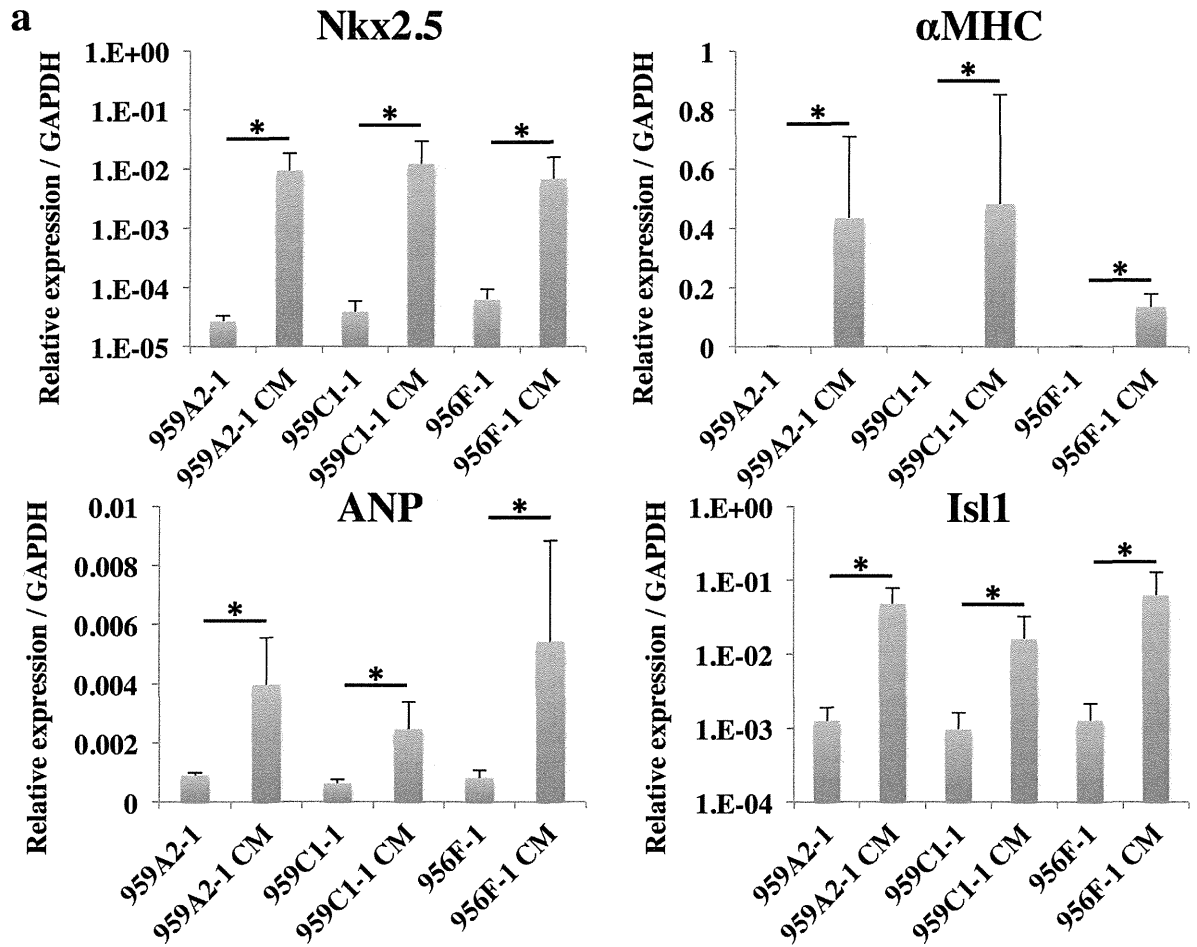 a
Nkx2.5
Relative expression / GAPDH
1.E+00
1.E-01
1.E-02
1.E-03
1.E-04
1.E-05
*
*
*
959A2-1
959A2-1 CM
959C1-1
959C1-1 CM
956F-1
956F-1 CM
αMHC
Relative expression / GAPDH
1
0.8
0.6
0.4
0.2
0
*
*
*
959A2-1
959A2-1 CM
959C1-1
959C1-1 CM
956F-1
956F-1 CM
ANP
Relative expression / GAPDH
0.01
0.008
0.006
0.004
0.002
0
*
*
*
959A2-1
959A2-1 CM
959C1-1
959C1-1 CM
956F-1
956F-1 CM
Isl1
Relative expression / GAPDH
1.E+00
1.E-01
1.E-02
1.E-03
1.E-04
*
*
*
959A2-1
959A2-1 CM
959C1-1
959C1-1 CM
956F-1
956F-1 CM